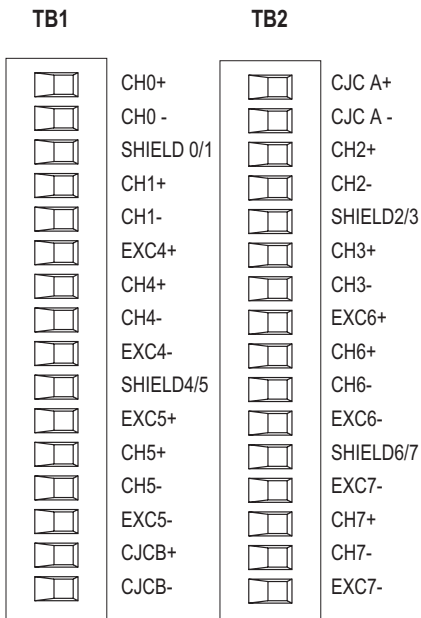 TB1
TB2
CH0+
CH0 -
SHIELD 0/1
CH1+
CH1-
EXC4+
CH4+
CH4-
EXC4-
SHIELD4/5
EXC5+
CH5+
CH5-
EXC5-
CJCB+
CJCB-
CJC A+
CJC A -
CH2+
CH2-
SHIELD2/3
CH3+
CH3-
EXC6+
CH6+
CH6-
EXC6-
SHIELD6/7
EXC7-
CH7+
CH7-
EXC7-